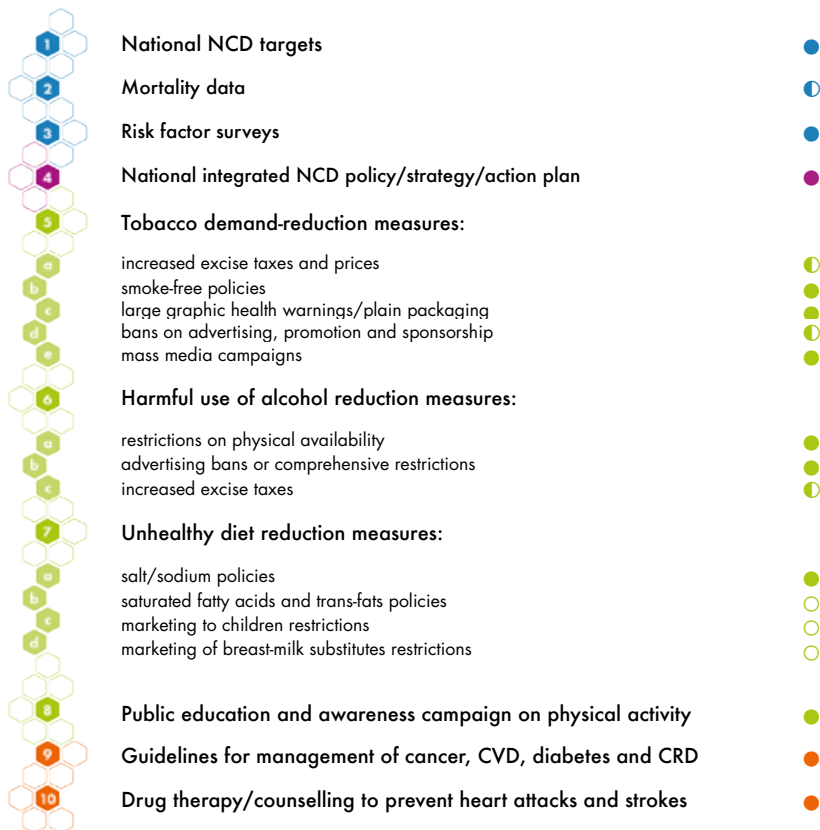 1 National NCD targets
2 Mortality data
3 Risk factor surveys
4 National integrated NCD policy/strategy/action plan
5 Tobacco demand-reduction measures:
a increased excise taxes and prices
b smoke-free policies
c large graphic health warnings/plain packaging
d bans on advertising, promotion and sponsorship
e mass media campaigns
6 Harmful use of alcohol reduction measures:
a restrictions on physical availability
b advertising bans or comprehensive restrictions
c increased excise taxes
7 Unhealthy diet reduction measures:
a salt/sodium policies
b saturated fatty acids and trans-fats policies
c marketing to children restrictions
d marketing of breast-milk substitutes restrictions
8 Public education and awareness campaign on physical activity
9 Guidelines for management of cancer, CVD, diabetes and CRD
10 Drug therapy/counselling to prevent heart attacks and strokes